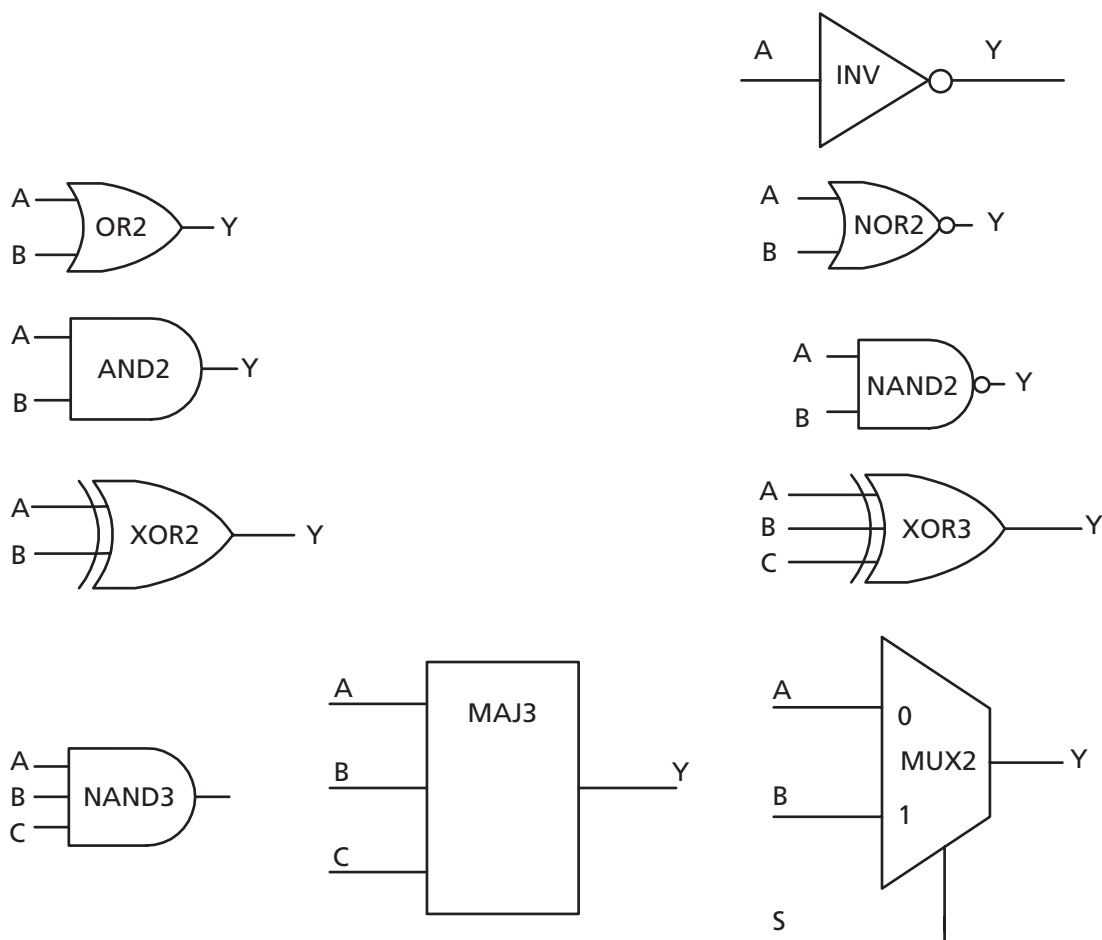 A INV Y
A OR2 Y
B
A NOR2 Y
B
A AND2 Y
B
A NAND2 Y
B
A XOR2 Y
B
A XOR3 Y
B
C
A
B NAND3
C
A MAJ3
B Y
C
A 0
MUX2 Y
B 1
S